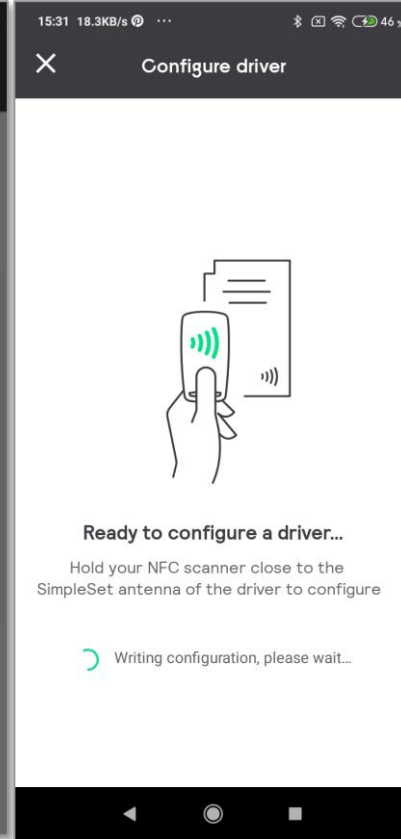 15:31 18.3KB/s ... 46
Configure driver
Ready to configure a driver...
Hold your NFC scanner close to the
SimpleSet antenna of the driver to configure
Writing configuration, please wait...